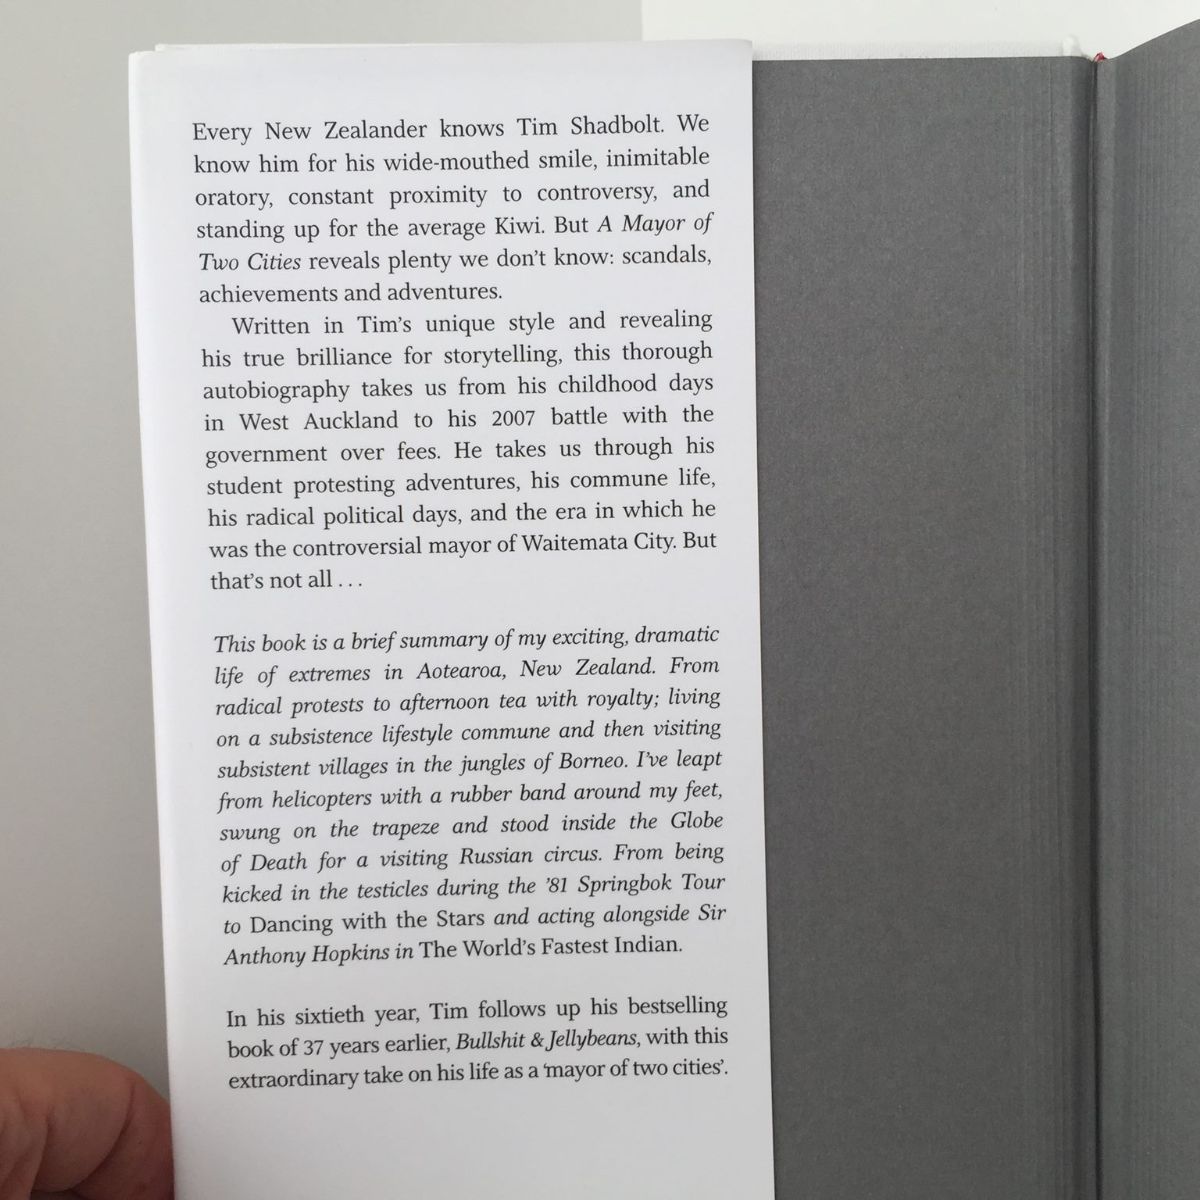 Every New Zealander knows Tim Shadbolt. We
know him for his wide-mouthed smile, inimitable
oratory, constant proximity to controversy, and
standing up for the average Kiwi. But A Mayor of
Two Cities reveals plenty we don't know: scandals,
achievements and adventures.
Written in Tim's unique style and revealing
his true brilliance for storytelling, this thorough
autobiography takes us from his childhood days
in West Auckland to his 2007 battle with the
government over fees. He takes us through his
student protesting adventures, his commune life,
his radical political days, and the era in which he
was the controversial mayor of Waitemata City. But
that's not all . . .
This book is a brief summary of my exciting, dramatic
life of extremes in Aotearoa, New Zealand. From
radical protests to afternoon tea with royalty; living
on a subsistence lifestyle commune and then visiting
subsistent villages in the jungles of Borneo. I've leapt
from helicopters with a rubber band around my feet,
swung on the trapeze and stood inside the Globe
of Death for a visiting Russian circus. From being
kicked in the testicles during the '81 Springbok Tour
to Dancing with the Stars and acting alongside Sir
Anthony Hopkins in The World's Fastest Indian.
In his sixtieth year, Tim follows up his bestselling
book of 37 years earlier, Bullshit & Jellybeans, with this
extraordinary take on his life as a 'mayor of two cities'.